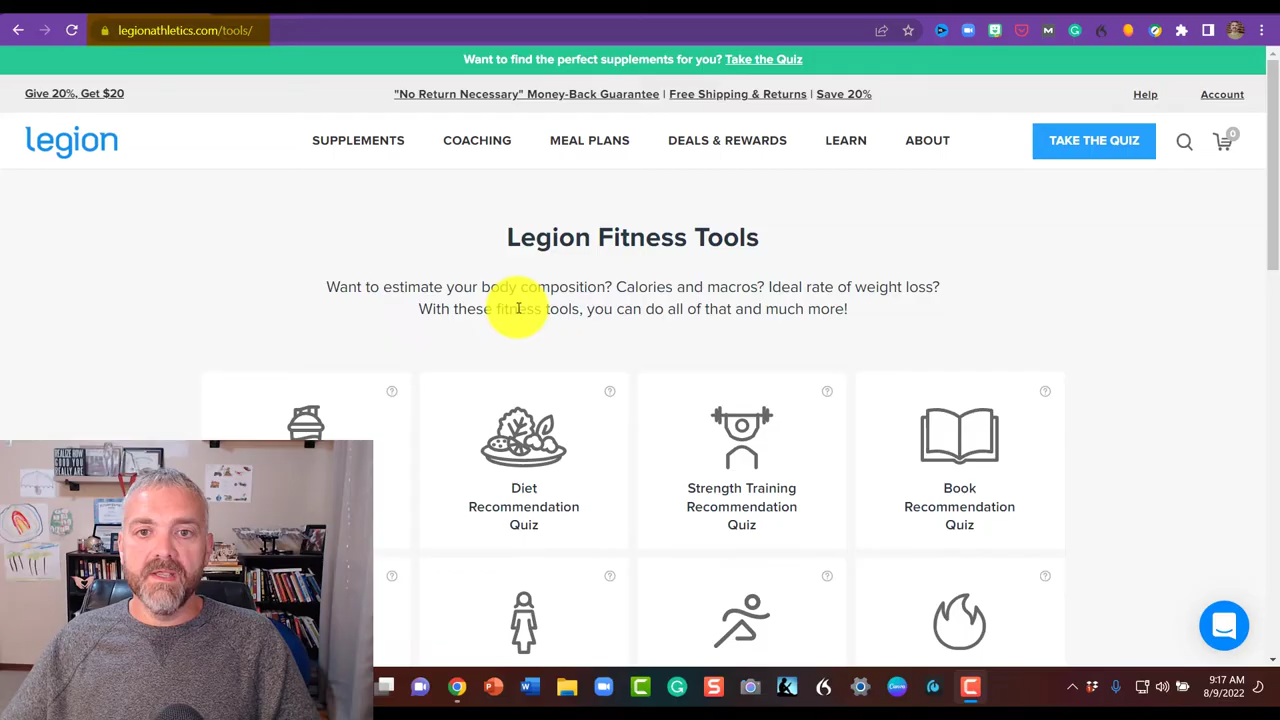 legionathletics.com/tools/
Want to find the perfect supplements for you? Take the Quiz
Give 20%, Get $20
"No Return Necessary" Money-Back Guarantee | Free Shipping & Returns | Save 20%
Help
Account
legion
SUPPLEMENTS
COACHING
MEAL PLANS
DEALS & REWARDS
LEARN
ABOUT
TAKE THE QUIZ
0
Legion Fitness Tools
Want to estimate your body composition? Calories and macros? Ideal rate of weight loss?
With these fitness tools, you can do all of that and much more!
Diet
Recommendation
Quiz
Strength Training
Recommendation
Quiz
Book
Recommendation
Quiz
9:17 AM
8/9/2022